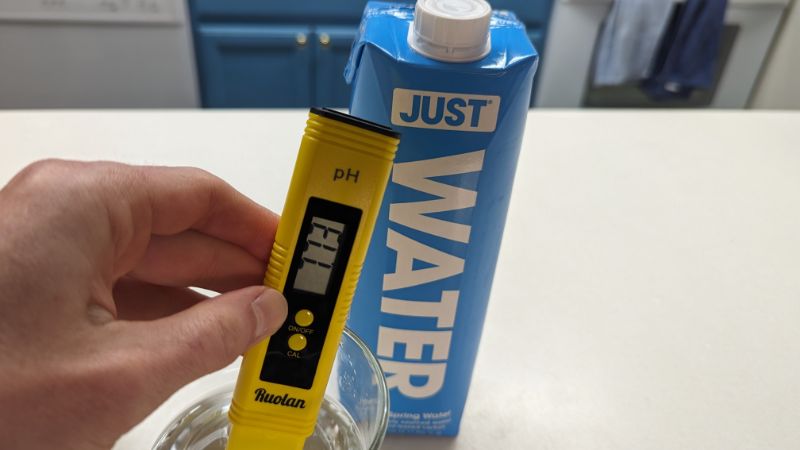 JUST
WATER
pH
ON/OFF
CAL
Ruolan
Spring Water